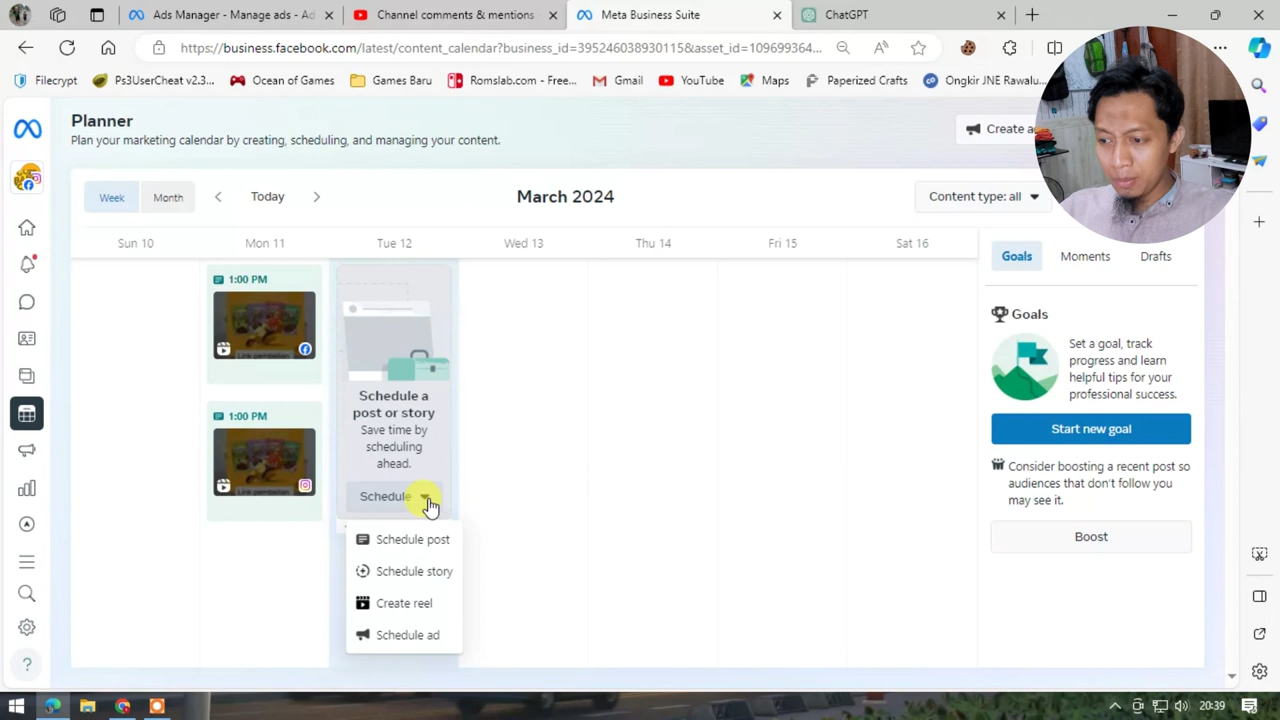 Ads Manager - Manage ads - Ad
Channel comments & mentions
Meta Business Suite
ChatGPT
https://business.facebook.com/latest/content_calendar?business_id=395246038930115&asset_id=109699364...
Filecrypt
Ps3UserCheat v2.3...
Ocean of Games
Games Baru
Romslab.com - Free...
Gmail
YouTube
Maps
Paperized Crafts
Ongkir JNE Rawalu...
Planner
Plan your marketing calendar by creating, scheduling, and managing your content.
Create a
Week
Month
Today
March 2024
Content type: all
Sun 10
Mon 11
Tue 12
Wed 13
Thu 14
Fri 15
Sat 16
Goals
Moments
Drafts
1:00 PM
Link pembelian
1:00 PM
Link pembelian
Schedule a
post or story
Save time by
scheduling
ahead.
Schedule
Schedule post
Schedule story
Create reel
Schedule ad
Goals
Set a goal, track
progress and learn
helpful tips for your
professional success.
Start new goal
Consider boosting a recent post so
audiences that don't follow you
may see it.
Boost
20:39